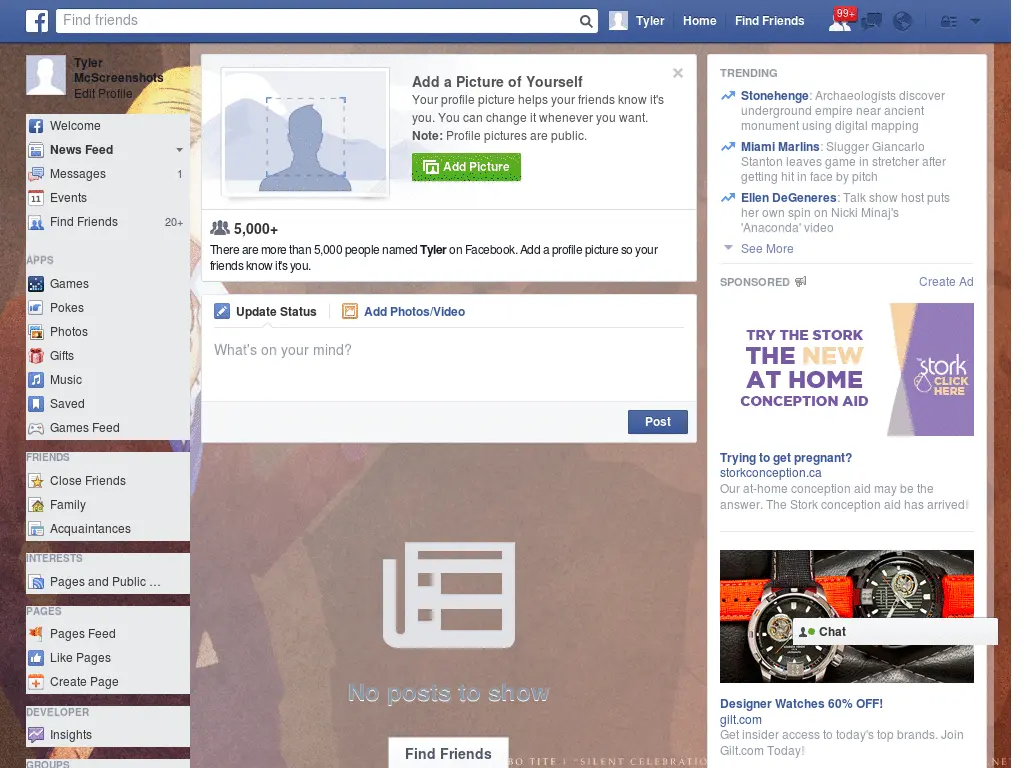 f
Find friends
Tyler
Home
Find Friends
99+
Tyler
McScreenshots
Edit Profile
Welcome
News Feed
Messages 1
11 Events
Find Friends 20+
APPS
Games
Pokes
Photos
Gifts
Music
Saved
Games Feed
FRIENDS
Close Friends
Family
Acquaintances
INTERESTS
Pages and Public ...
PAGES
Pages Feed
Like Pages
Create Page
DEVELOPER
Insights
GROUPS
Add a Picture of Yourself
Your profile picture helps your friends know it's
you. You can change it whenever you want.
Note: Profile pictures are public.
Add Picture
5,000+
There are more than 5,000 people named Tyler on Facebook. Add a profile picture so your
friends know it's you.
Update Status
Add Photos/Video
What's on your mind?
Post
No posts to show
Find Friends
BO TITE | "SILENT CELEBRATIO
NE
TRENDING
Stonehenge: Archaeologists discover
underground empire near ancient
monument using digital mapping
Miami Marlins: Slugger Giancarlo
Stanton leaves game in stretcher after
getting hit in face by pitch
Ellen DeGeneres: Talk show host puts
her own spin on Nicki Minaj's
'Anaconda' video
See More
SPONSORED
Create Ad
TRY THE STORK
THE NEW
AT HOME
CONCEPTION AID
The stork
CLICK
HERE
Trying to get pregnant?
storkconception.ca
Our at-home conception aid may be the
answer. The Stork conception aid has arrived!
Chat
Designer Watches 60% OFF!
gilt.com
Get insider access to today's top brands. Join
Gilt.com Today!